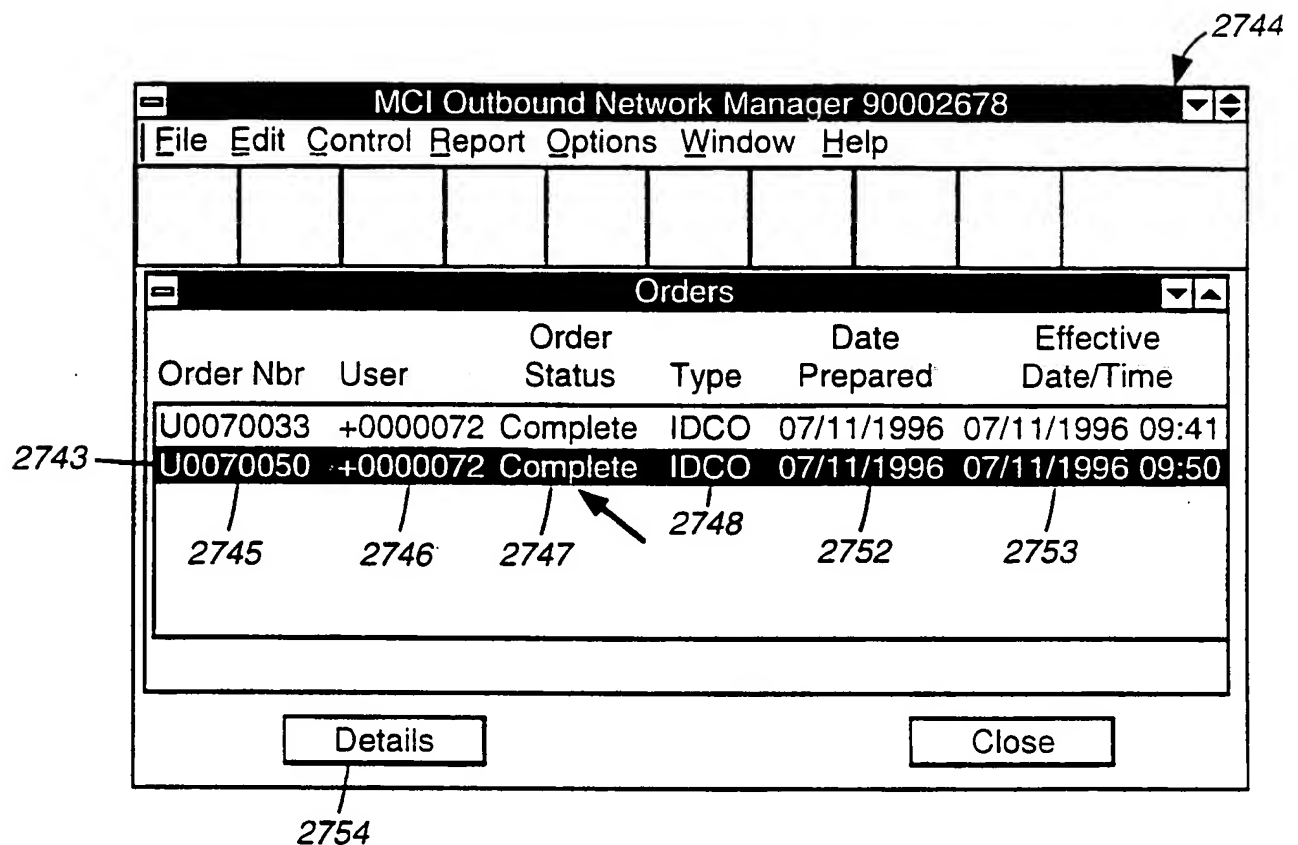 2744
MCI Outbound Network Manager 90002678
File Edit Control Report Options Window Help
Orders
Order Nbr User Order Status Type Date Prepared Effective Date/Time
U0070033 +0000072 Complete IDCO 07/11/1996 07/11/1996 09:41
2743 U0070050 +0000072 Complete IDCO 07/11/1996 07/11/1996 09:50
2745 2746 2747 2748 2752 2753
Details Close
2754